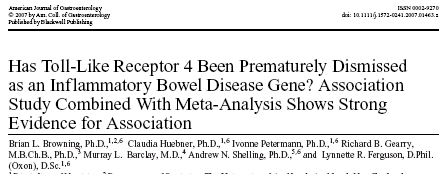 American Journal of Gastroenterology
ISSN 0002-9270
© 2007 by Am. Coll. of Gastroenterology
doi: 10.1111/j.1572-0241.2007.01463.x
Published by Blackwell Publishing
Has Toll-Like Receptor 4 Been Prematurely Dismissed
as an Inflammatory Bowel Disease Gene? Association
Study Combined With Meta-Analysis Shows Strong
Evidence for Association
Brian L. Browning, Ph.D.,1,2,6 Claudia Huebner, Ph.D.,1,6 Ivonne Petermann, Ph.D.,1,6 Richard B. Gearry,
M.B.Ch.B., Ph.D.,3 Murray L. Barclay, M.D.,4 Andrew N. Shelling, Ph.D.,5,6 and Lynnette R. Ferguson, D.Phil.
(Oxon), D.Sc.1,6